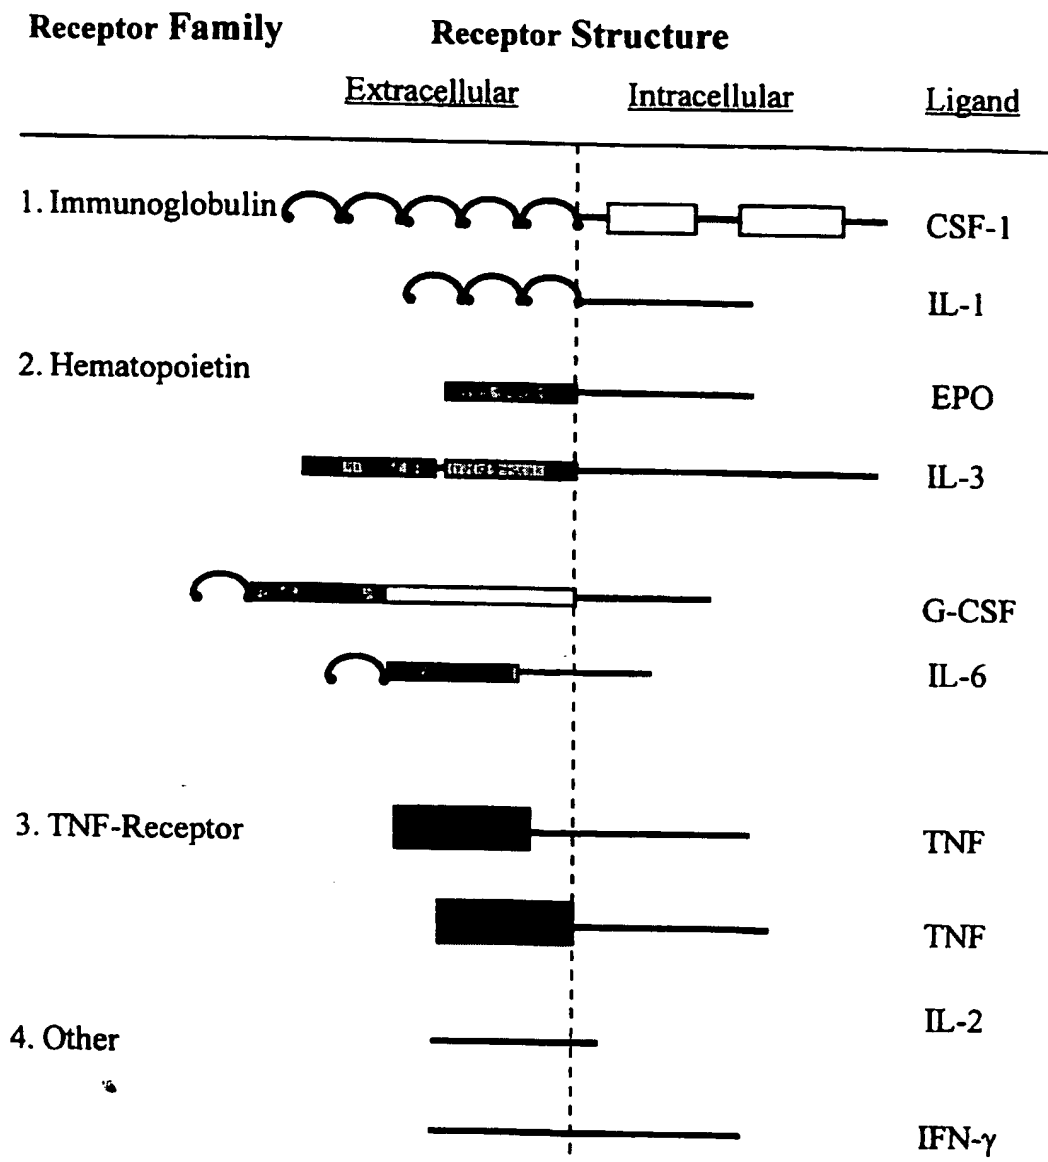 Receptor Family Receptor Structure
Extracellular Intracellular Ligand
1. Immunoglobulin CSF-1
IL-1
2. Hematopoietin
EPO
IL-3
G-CSF
IL-6
3. TNF-Receptor
TNF
TNF
IL-2
4. Other
IFN-γ